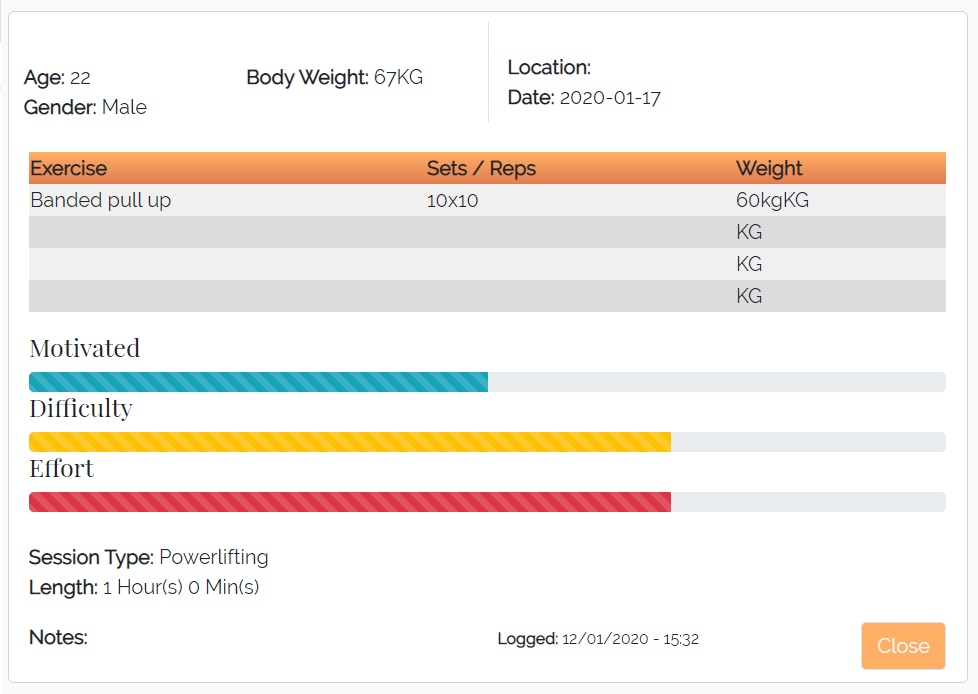 Age: 22
Gender: Male
Body Weight: 67KG
Location:
Date: 2020-01-17
Exercise Sets / Reps Weight
Banded pull up 10x10 60kgKG
KG
KG
KG
Motivated
Difficulty
Effort
Session Type: Powerlifting
Length: 1 Hour(s) 0 Min(s)
Notes:
Logged: 12/01/2020 - 15:32
Close